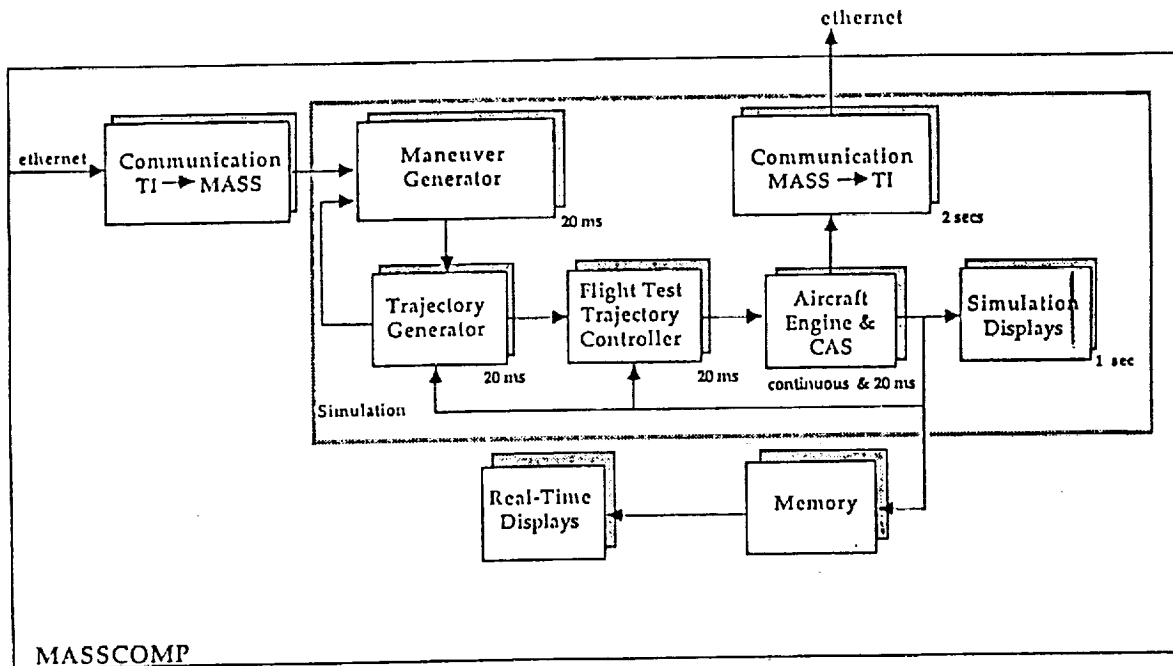 ethernet
ethernet
Communication
TI → MASS
Maneuver
Generator
20 ms
Communication
MASS → TI
2 secs
Trajectory
Generator
20 ms
Flight Test
Trajectory
Controller
20 ms
Aircraft
Engine &
CAS
continuous & 20 ms
Simulation
Displays
1 sec
Simulation
Real-Time
Displays
Memory
MASSCOMP